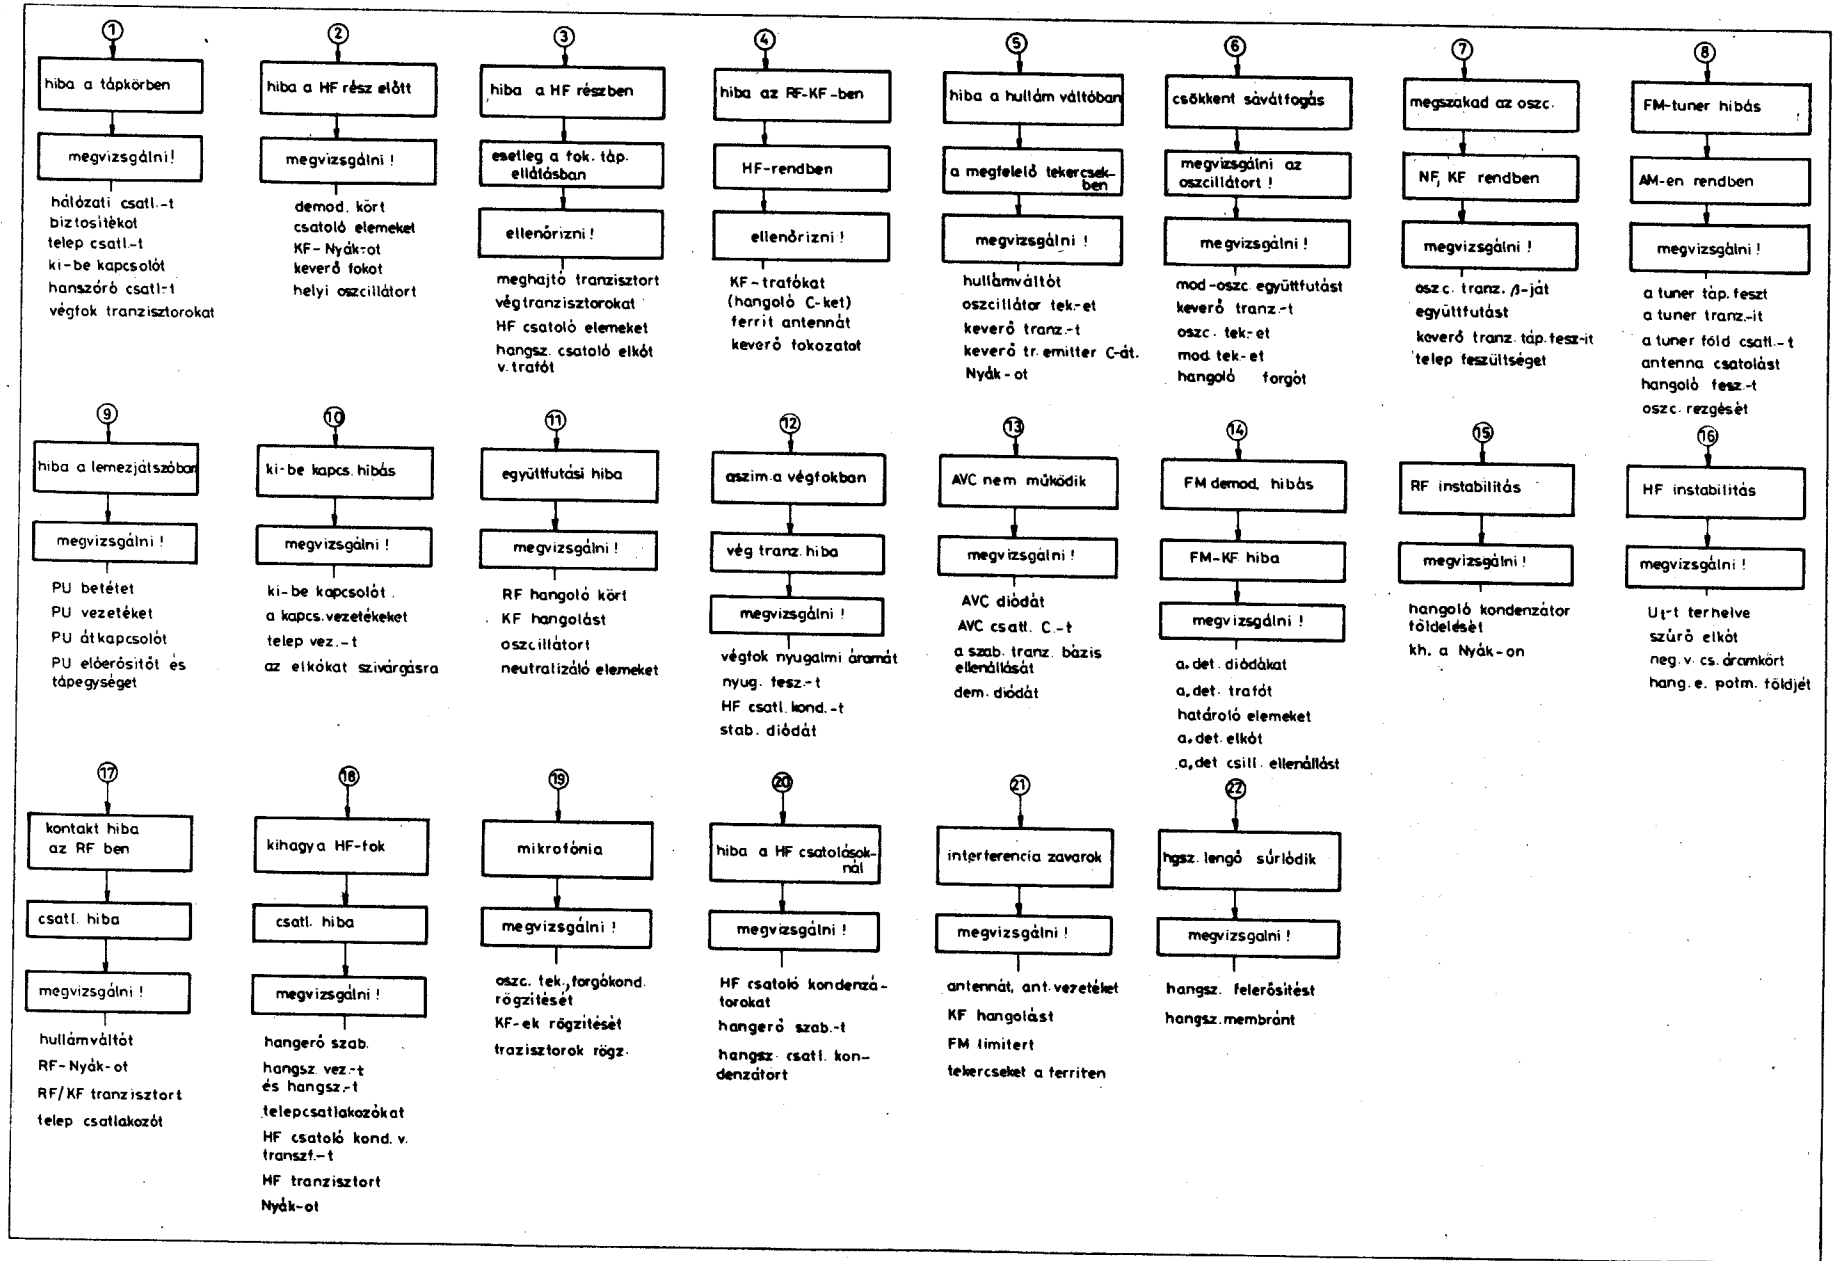 1
hiba a tápkörben
megvizsgálni!
hálózati csatl.-t
biztosítékot
telep csatl.-t
ki-be kapcsolót
hanszóró csatl-t
végfok tranzisztorokat
2
hiba a HF rész előtt
megvizsgálni!
demod. kört
csatoló elemeket
KF-Nyák-ot
keverő fokot
helyi oszcillátort
3
hiba a HF részben
esetleg a fok. táp.
ellátásban
ellenőrizni!
meghajtó tranzisztort
végtranzisztorokat
HF csatoló elemeket
hangsz. csatoló elkót
v. trafót
4
hiba az RF-KF-ben
HF-rendben
ellenőrizni!
KF-trafókat
(hangoló C-ket)
ferrit antennát
keverő fokozatot
5
hiba a hullám váltóban
a megfelelő tekercsek-
ben
megvizsgálni!
hullámváltót
oszcillátor tek.-et
keverő tranz.-t
keverő tr. emitter C-át.
Nyák-ot
6
csökkent sávátfogás
megvizsgálni az
oszcillátort!
megvizsgálni!
mod-oszc. együttfutást
keverő tranz.-t
oszc. tek.-et
mod. tek-et
hangoló forgót
7
megszakad az oszc.
NF, KF rendben
megvizsgálni!
oszc. tranz. β-ját
együttfutást
keverő tranz. táp. fesz-it
telep feszültséget
8
FM-tuner hibás
AM-en rendben
megvizsgálni!
a tuner táp. feszt
a tuner tranz.-it
a tuner föld csatl.-t
antenna csatolást
hangoló fesz.-t
oszc. rezgését
9
hiba a lemezjátszóban
megvizsgálni!
PU betétet
PU vezetéket
PU átkapcsolót
PU előerősítőt és
tápegységet
10
ki-be kapcs. hibás
megvizsgálni!
ki-be kapcsolót.
a kapcs. vezetékeket
telep vez.-t
az elkókat szivárgásra
11
együttfutási hiba
megvizsgálni!
RF hangoló kört
KF hangolást
oszcillátort
neutralizáló elemeket
12
aszim. a végfokban
vég tranz. hiba
megvizsgálni!
végfok nyugalmi áramát
nyug. fesz.-t
HF csatl. kond.-t
stab. diódát
13
AVC nem működik
megvizsgálni!
AVC diódát
AVC csatl. C.-t
a szab. tranz. bázis
ellenállását
dem. diódát
14
FM demod. hibás
FM-KF hiba
megvizsgálni!
a. det. diódákat
a. det. trafót
határoló elemeket
a. det. elkót
a. det csill. ellenállást
15
RF instabilitás
megvizsgálni!
hangoló kondenzátor
földelését
kh. a Nyák-on
16
HF instabilitás
megvizsgálni!
Ut-t terhelve
szűrő elkót
neg. v. cs. áramkört
hang. e. potm. földjét
17
kontakt hiba
az RF ben
csatl. hiba
megvizsgálni!
hullámváltót
RF-Nyák-ot
RF/KF tranzisztort
telep csatlakozót
18
kihagy a HF-fok
csatl. hiba
megvizsgálni!
hangerő szab.
hangsz. vez.-t
és hangsz.-t
telepcsatlakozókat
HF csatoló kond. v.
transzf.-t
HF tranzisztort
Nyák-ot
19
mikrofónia
megvizsgálni!
oszc. tek., forgókond.
rögzítését
KF-ek rögzítését
trazisztorok rögz.
20
hiba a HF csatolások-
nál
megvizsgálni!
HF csatoló kondenzá-
torokat
hangerő szab.-t
hangsz. csatl. kon-
denzátort
21
interferencia zavarok
megvizsgálni!
antennát, ant. vezetéket
KF hangolást
FM limitert
tekercseket a ferriten
22
hgsz. lengő súrlódik
megvizsgalni!
hangsz. felerősítést
hangsz. membránt